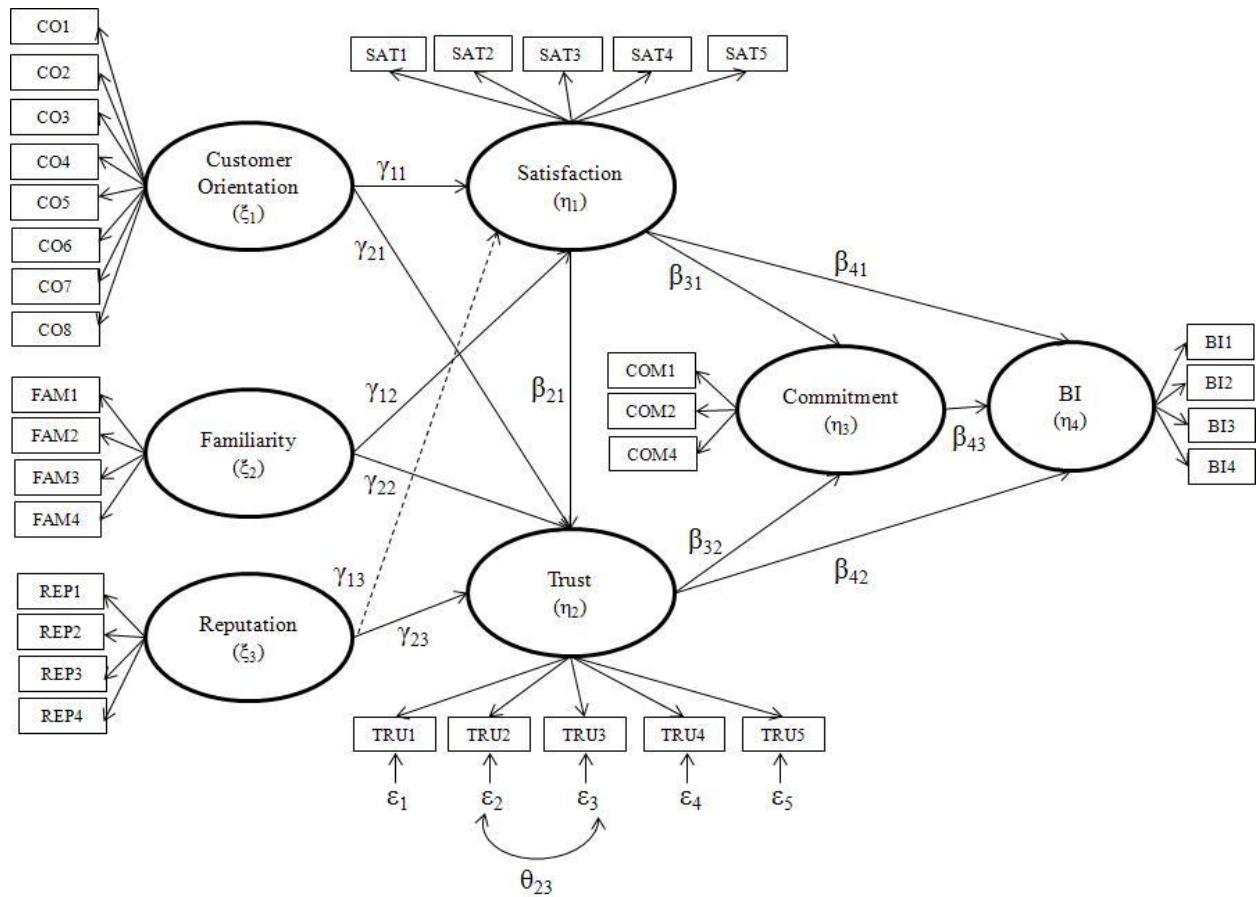 CO1
CO2
CO3
CO4
CO5
CO6
CO7
CO8
Customer
Orientation
(ξ₁)
SAT1
SAT2
SAT3
SAT4
SAT5
Satisfaction
(η₁)
γ₁₁
γ₂₁
β₃₁
β₄₁
FAM1
FAM2
FAM3
FAM4
Familiarity
(ξ₂)
γ₁₂
γ₂₂
β₂₁
COM1
COM2
COM4
Commitment
(η₃)
β₄₃
BI
(η₄)
BI1
BI2
BI3
BI4
REP1
REP2
REP3
REP4
Reputation
(ξ₃)
γ₁₃
γ₂₃
Trust
(η₂)
β₃₂
β₄₂
TRU1
TRU2
TRU3
TRU4
TRU5
ε₁
ε₂
ε₃
ε₄
ε₅
θ₂₃